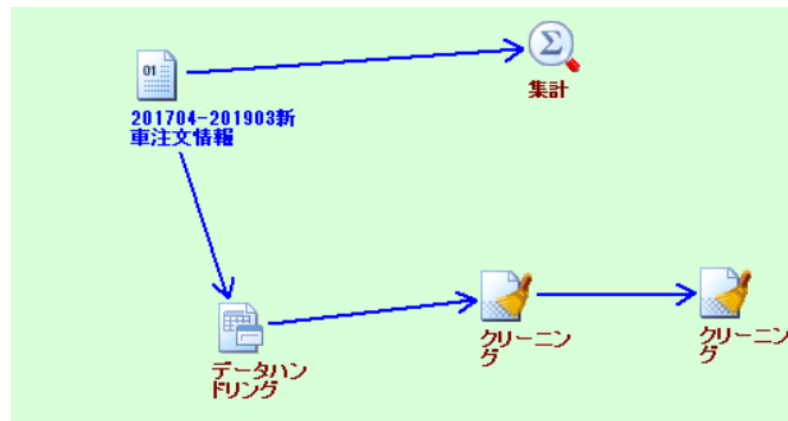 01
Σ
集計
201704-201903新
車注文情報
データハン
ドリング
クリーニン
グ
クリーニン
グ